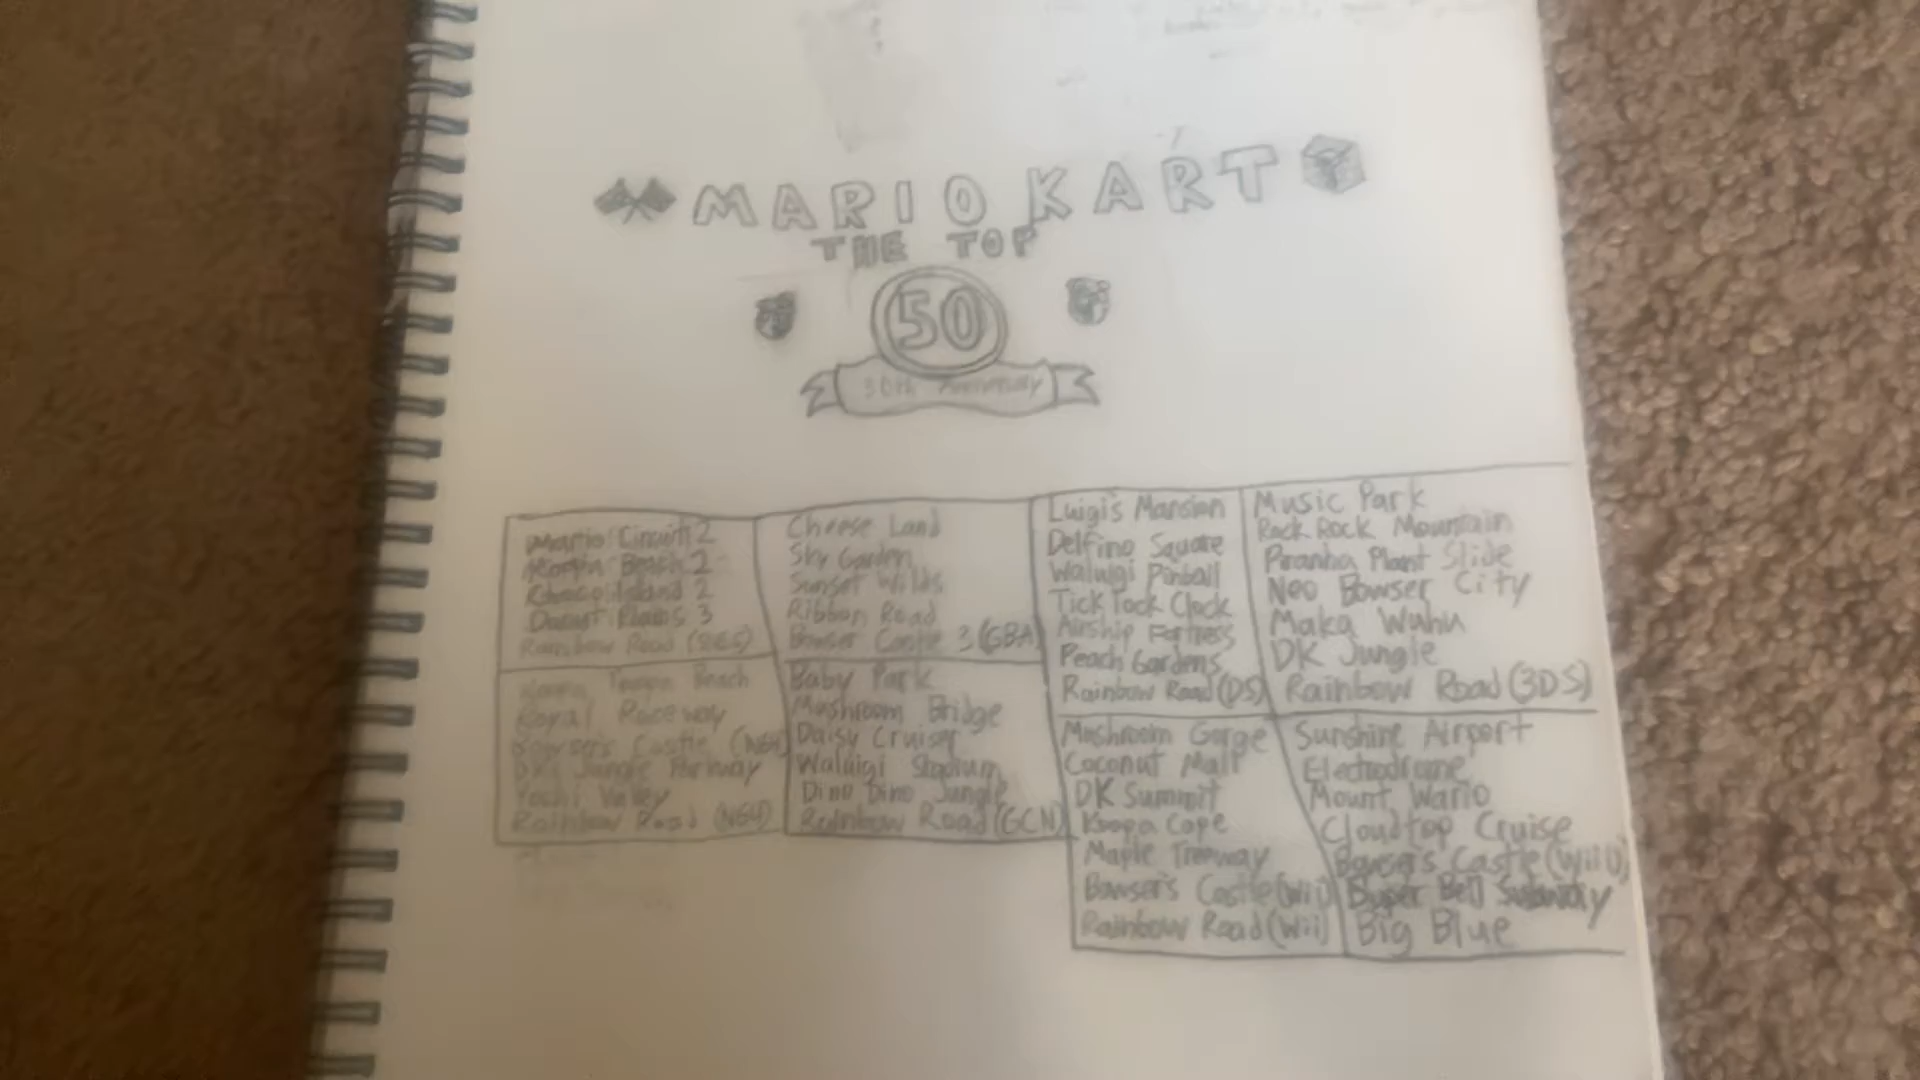 MARIO KART
THE TOP
50
30th Anniversary
Mario Circuit 2
Koopa Beach 2
Choco Island 2
Donut Plains 3
Rainbow Road (SNES)
Koopa Troopa Beach
Royal Raceway
Bowser's Castle (N64)
DK's Jungle Parkway
Yoshi Valley
Rainbow Road (N64)
Cheese Land
Sky Garden
Sunset Wilds
Ribbon Road
Bowser Castle 3 (GBA)
Baby Park
Mushroom Bridge
Daisy Cruiser
Waluigi Stadium
Dino Dino Jungle
Rainbow Road (GCN)
Luigi's Mansion
Delfino Square
Waluigi Pinball
Tick Tock Clock
Airship Fortress
Peach Gardens
Rainbow Road (DS)
Mushroom Gorge
Coconut Mall
DK Summit
Koopa Cape
Maple Treeway
Bowser's Castle (Wii)
Rainbow Road (Wii)
Music Park
Rock Rock Mountain
Piranha Plant Slide
Neo Bowser City
Maka Wuhu
DK Jungle
Rainbow Road (3DS)
Sunshine Airport
Electrodrome
Mount Wario
Cloudtop Cruise
Bowser's Castle (Wii U)
Bell Subway
Big Blue